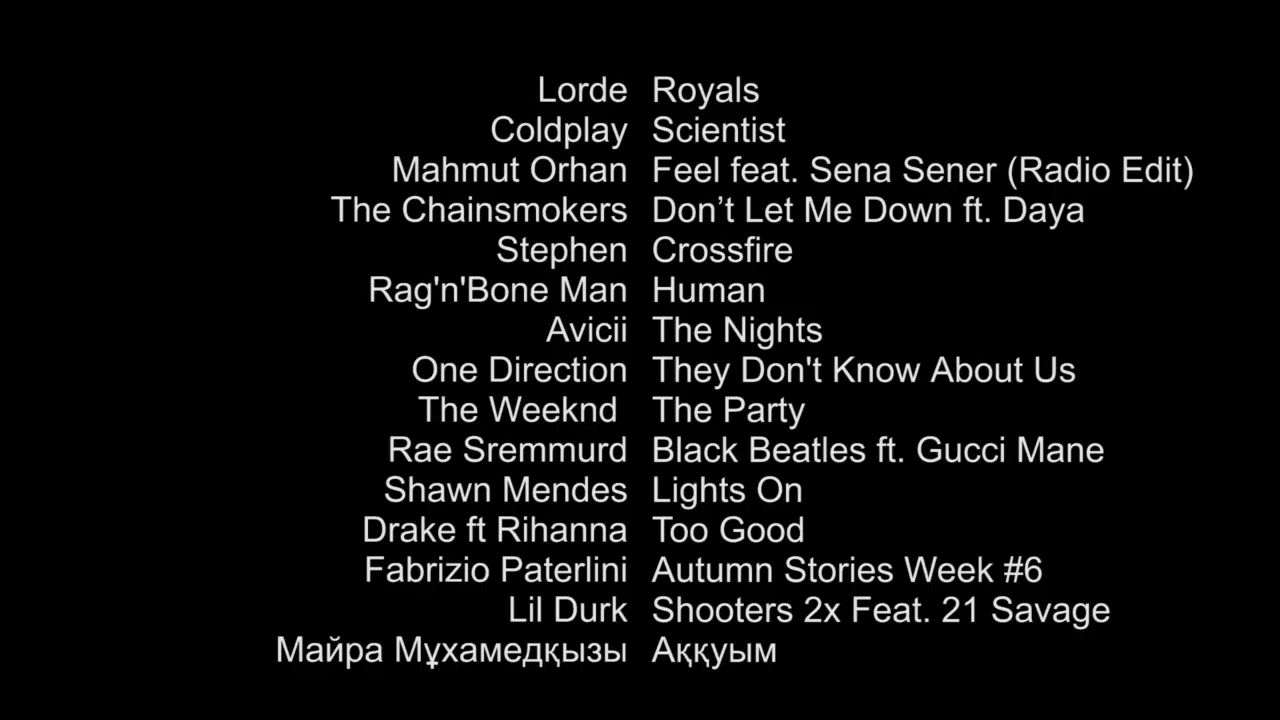 Lorde Royals
Coldplay Scientist
Mahmut Orhan Feel feat. Sena Sener (Radio Edit)
The Chainsmokers Don’t Let Me Down ft. Daya
Stephen Crossfire
Rag'n'Bone Man Human
Avicii The Nights
One Direction They Don't Know About Us
The Weeknd The Party
Rae Sremmurd Black Beatles ft. Gucci Mane
Shawn Mendes Lights On
Drake ft Rihanna Too Good
Fabrizio Paterlini Autumn Stories Week #6
Lil Durk Shooters 2x Feat. 21 Savage
Майра Мұхамедқызы Аққуым